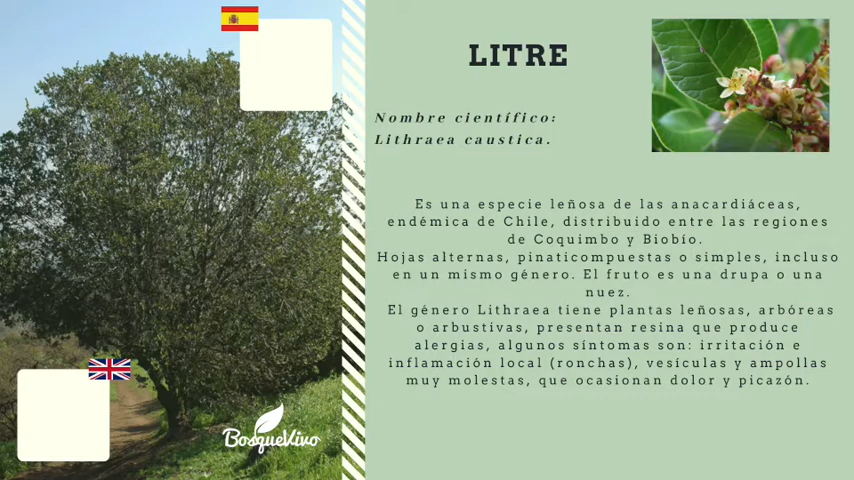 LITRE
Nombre científico:
Lithraea caustica.
Es una especie leñosa de las anacardiáceas,
endémica de Chile, distribuido entre las regiones
de Coquimbo y Biobío.
Hojas alternas, pinaticompuestas o simples, incluso
en un mismo género. El fruto es una drupa o una
nuez.
El género Lithraea tiene plantas leñosas, arbóreas
o arbustivas, presentan resina que produce
alergias, algunos síntomas son: irritación e
inflamación local (ronchas), vesículas y ampollas
muy molestas, que ocasionan dolor y picazón.
BosqueVivo